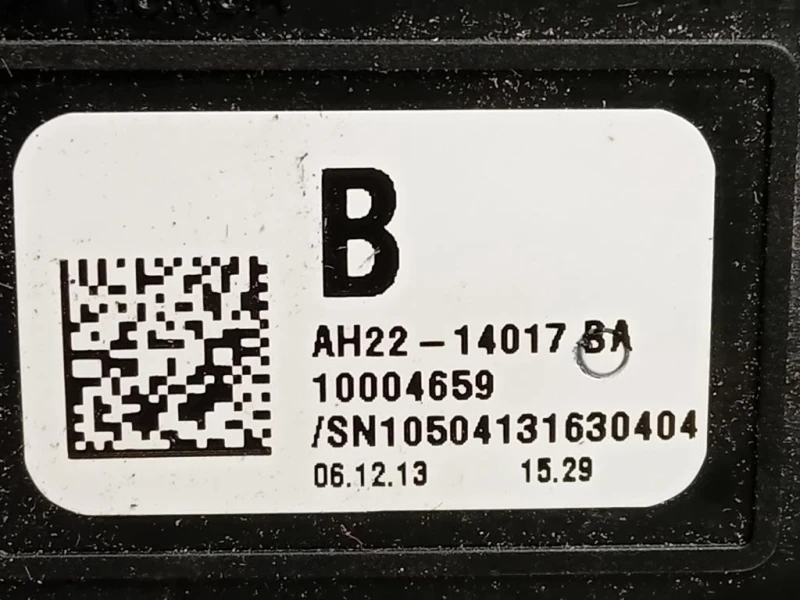 B
AH22-14017 BA
10004659
/SN10504131630404
06.12.13 15.29